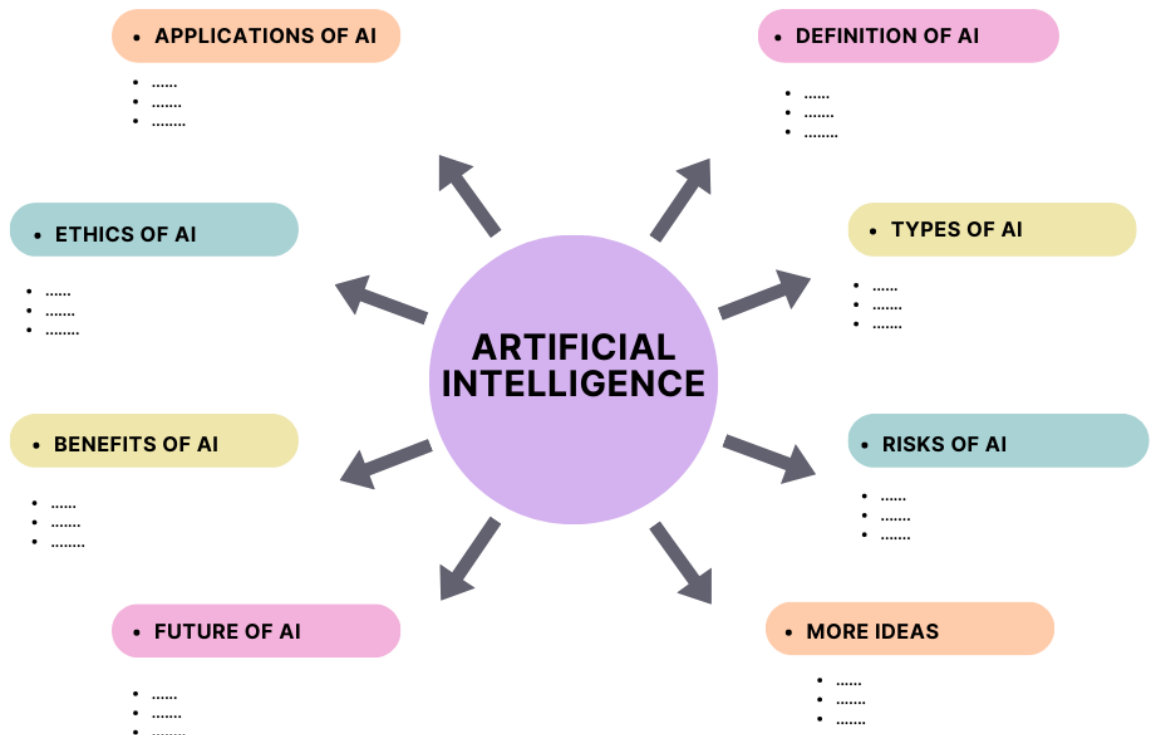 • APPLICATIONS OF AI
• ......
• .......
• ........
• DEFINITION OF AI
• ......
• .......
• ........
• ETHICS OF AI
• ......
• .......
• ........
• TYPES OF AI
• ......
• .......
• .......
ARTIFICIAL
INTELLIGENCE
• BENEFITS OF AI
• ......
• .......
• ........
• RISKS OF AI
• ......
• .......
• .......
• FUTURE OF AI
• ......
• .......
• ........
• MORE IDEAS
• ......
• .......
• .......